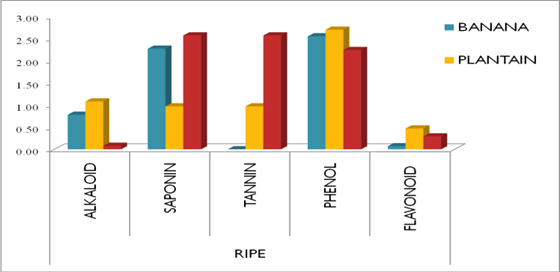 3.00
2.50
2.00
1.50
1.00
0.50
0.00
BANANA
PLANTAIN
ALKALOID
SAPONIN
TANNIN
PHENOL
FLAVONOID
RIPE